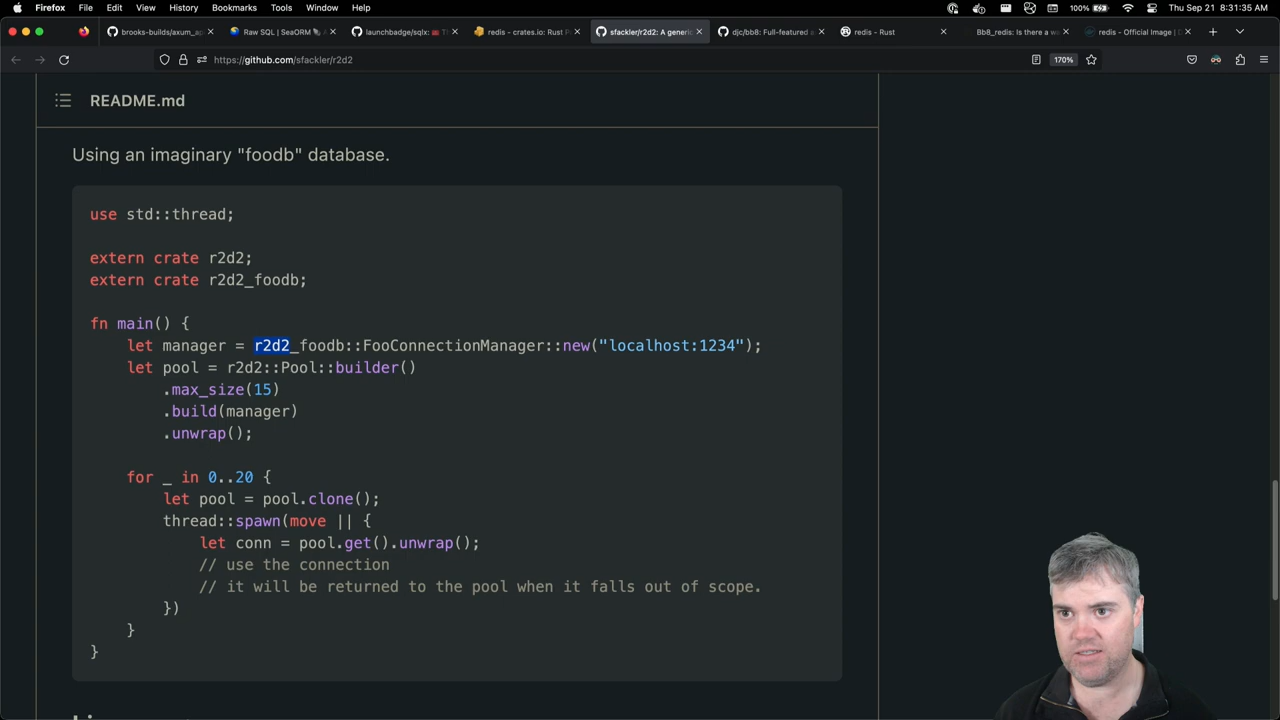 Firefox File Edit View History Bookmarks Tools Window Help 100% Thu Sep 21 8:31:35 AM
brooks-builds/axum_ap Raw SQL | SeaORM launchbadge/sqlx: redis - crates.io: Rust P sfackler/r2d2: A generic djc/bb8: Full-featured redis - Rust Bb8_redis: Is there a w redis - Official Image | D
https://github.com/sfackler/r2d2 170%
README.md
Using an imaginary "foodb" database.
use std::thread;
extern crate r2d2;
extern crate r2d2_foodb;
fn main() {
let manager = r2d2_foodb::FooConnectionManager::new("localhost:1234");
let pool = r2d2::Pool::builder()
.max_size(15)
.build(manager)
.unwrap();
for _ in 0..20 {
let pool = pool.clone();
thread::spawn(move || {
let conn = pool.get().unwrap();
// use the connection
// it will be returned to the pool when it falls out of scope.
})
}
}